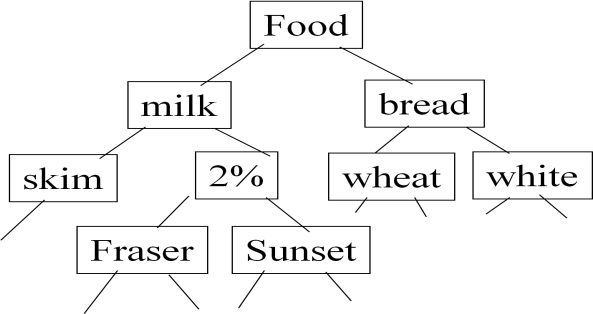 Food
milk
bread
skim
2%
wheat
white
Fraser
Sunset